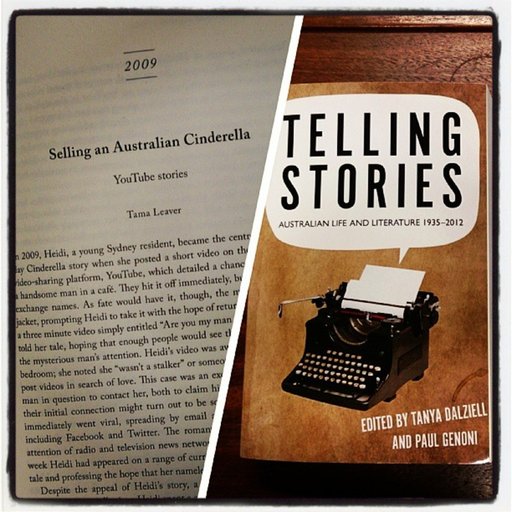 2009
Selling an Australian Cinderella
YouTube stories
Tama Leaver
n 2009, Heidi, a young Sydney resident, became the centr
ay Cinderella story when she posted a short video on the
video-sharing platform, YouTube, which detailed a chanc
a handsome man in a café. They hit it off immediately, b
exchange names. As fate would have it, though, the m
jacket, prompting Heidi to take it with the hope of retu
a three minute video simply entitled "Are you my man
told her tale, hoping that enough people would see th
the mysterious man's attention. Heidi's video was aw
bedroom; she noted she "wasn't a stalker" or someo
post videos in search of love. This case was an ex
man in question to contact her, both to claim hi
their initial connection might turn out to be so
immediately went viral, spreading by email
including Facebook and Twitter. The roman
attention of radio and television news networ
week Heidi had appeared on a range of curr
tale and professing the hope that her namele
Despite the appeal of Heidi's story, a
TELLING
STORIES
AUSTRALIAN LIFE AND LITERATURE 1935–2012
EDITED BY TANYA DALZIELL
AND PAUL GENONI